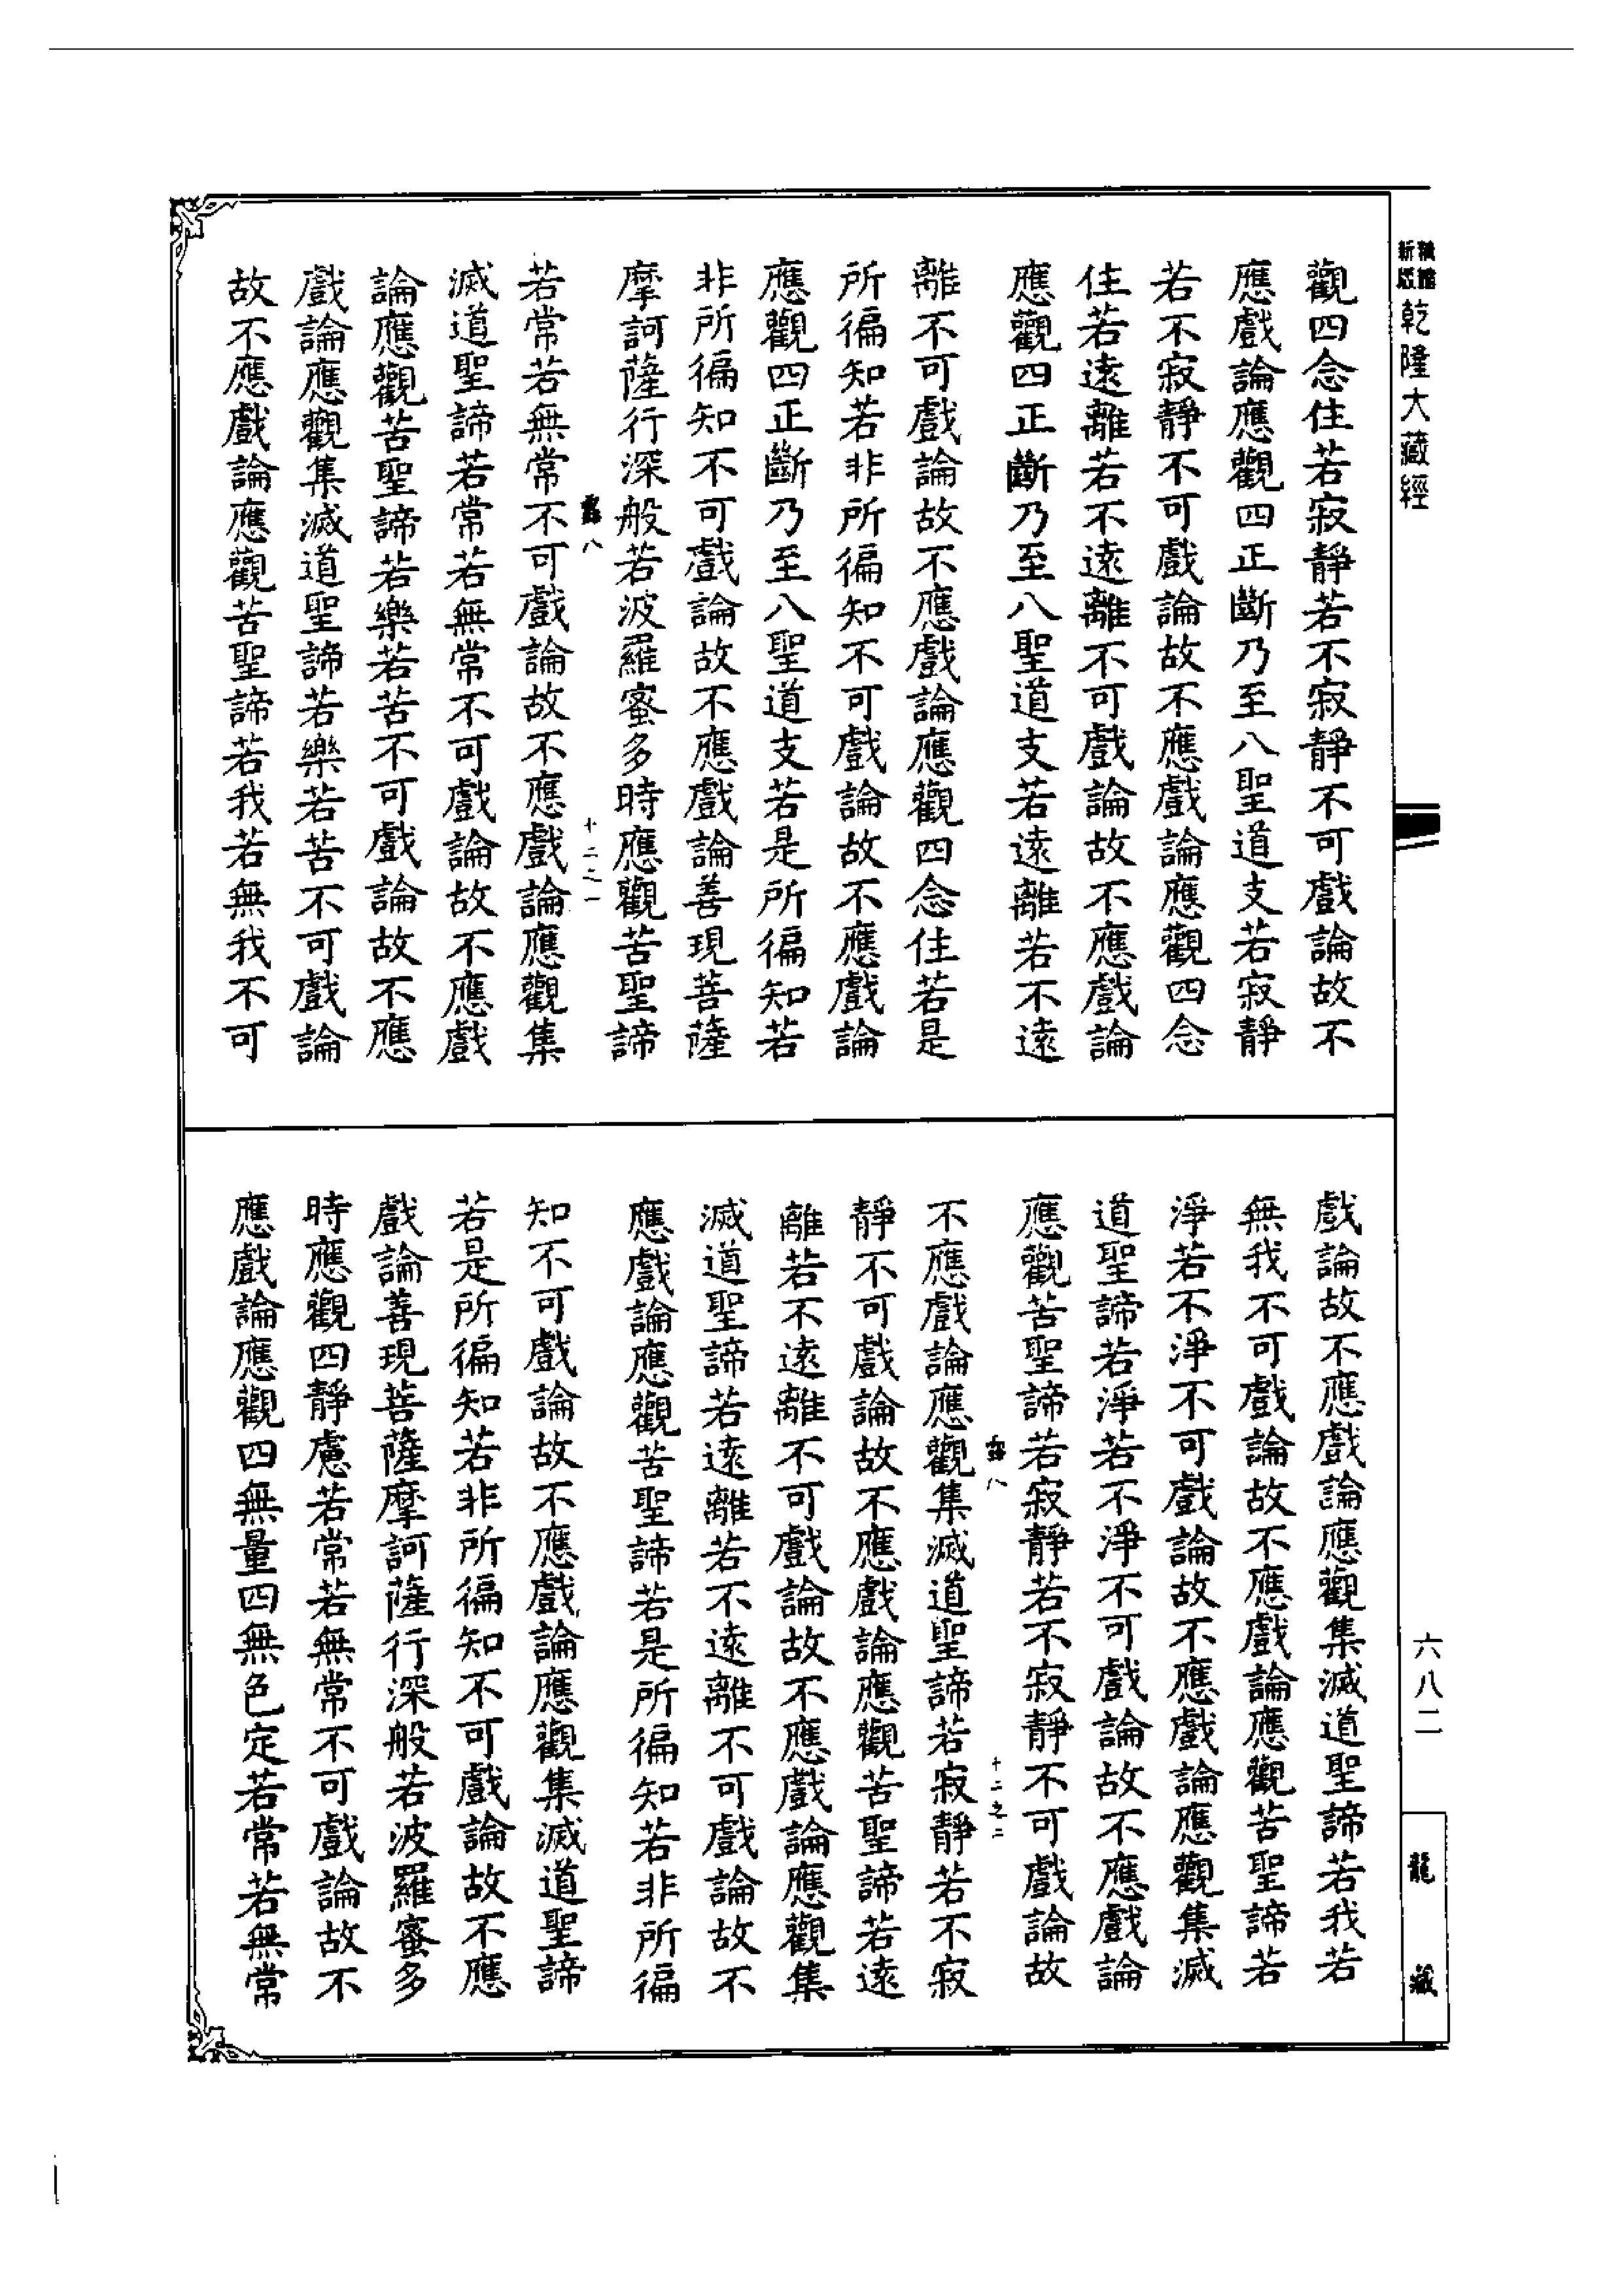 新版
精縮
乾隆大藏經
觀四念住若寂靜若不寂靜不可戲論故不
應戲論應觀四正斷乃至八聖道支若寂靜
若不寂靜不可戲論故不應戲論應觀四念
住若遠離若不遠離不可戲論故不應戲論
應觀四正斷乃至八聖道支若遠離若不遠
離不可戲論故不應戲論應觀四念住若是
所徧知若非所徧知不可戲論故不應戲論
應觀四正斷乃至八聖道支若是所徧知若
非所徧知不可戲論故不應戲論善現菩薩
摩訶薩行深般若波羅蜜多時應觀苦聖諦
八 十二之一
若常若無常不可戲論故不應戲論應觀集
滅道聖諦若常若無常不可戲論故不應戲
論應觀苦聖諦若樂若苦不可戲論故不應
戲論應觀集滅道聖諦若樂若苦不可戲論
故不應戲論應觀苦聖諦若我若無我不可
戲論故不應戲論應觀集滅道聖諦若我若
無我不可戲論故不應戲論應觀苦聖諦若
淨若不淨不可戲論故不應戲論應觀集滅
道聖諦若淨若不淨不可戲論故不應戲論
應觀苦聖諦若寂靜若不寂靜不可戲論故
八 十二之二
不應戲論應觀集滅道聖諦若寂靜若不寂
靜不可戲論故不應戲論應觀苦聖諦若遠
離若不遠離不可戲論故不應戲論應觀集
滅道聖諦若遠離若不遠離不可戲論故不
應戲論應觀苦聖諦若是所徧知若非所徧
知不可戲論故不應戲論應觀集滅道聖諦
若是所徧知若非所徧知不可戲論故不應
戲論善現菩薩摩訶薩行深般若波羅蜜多
時應觀四靜慮若常若無常不可戲論故不
應戲論應觀四無量四無色定若常若無常
六八二
龍藏